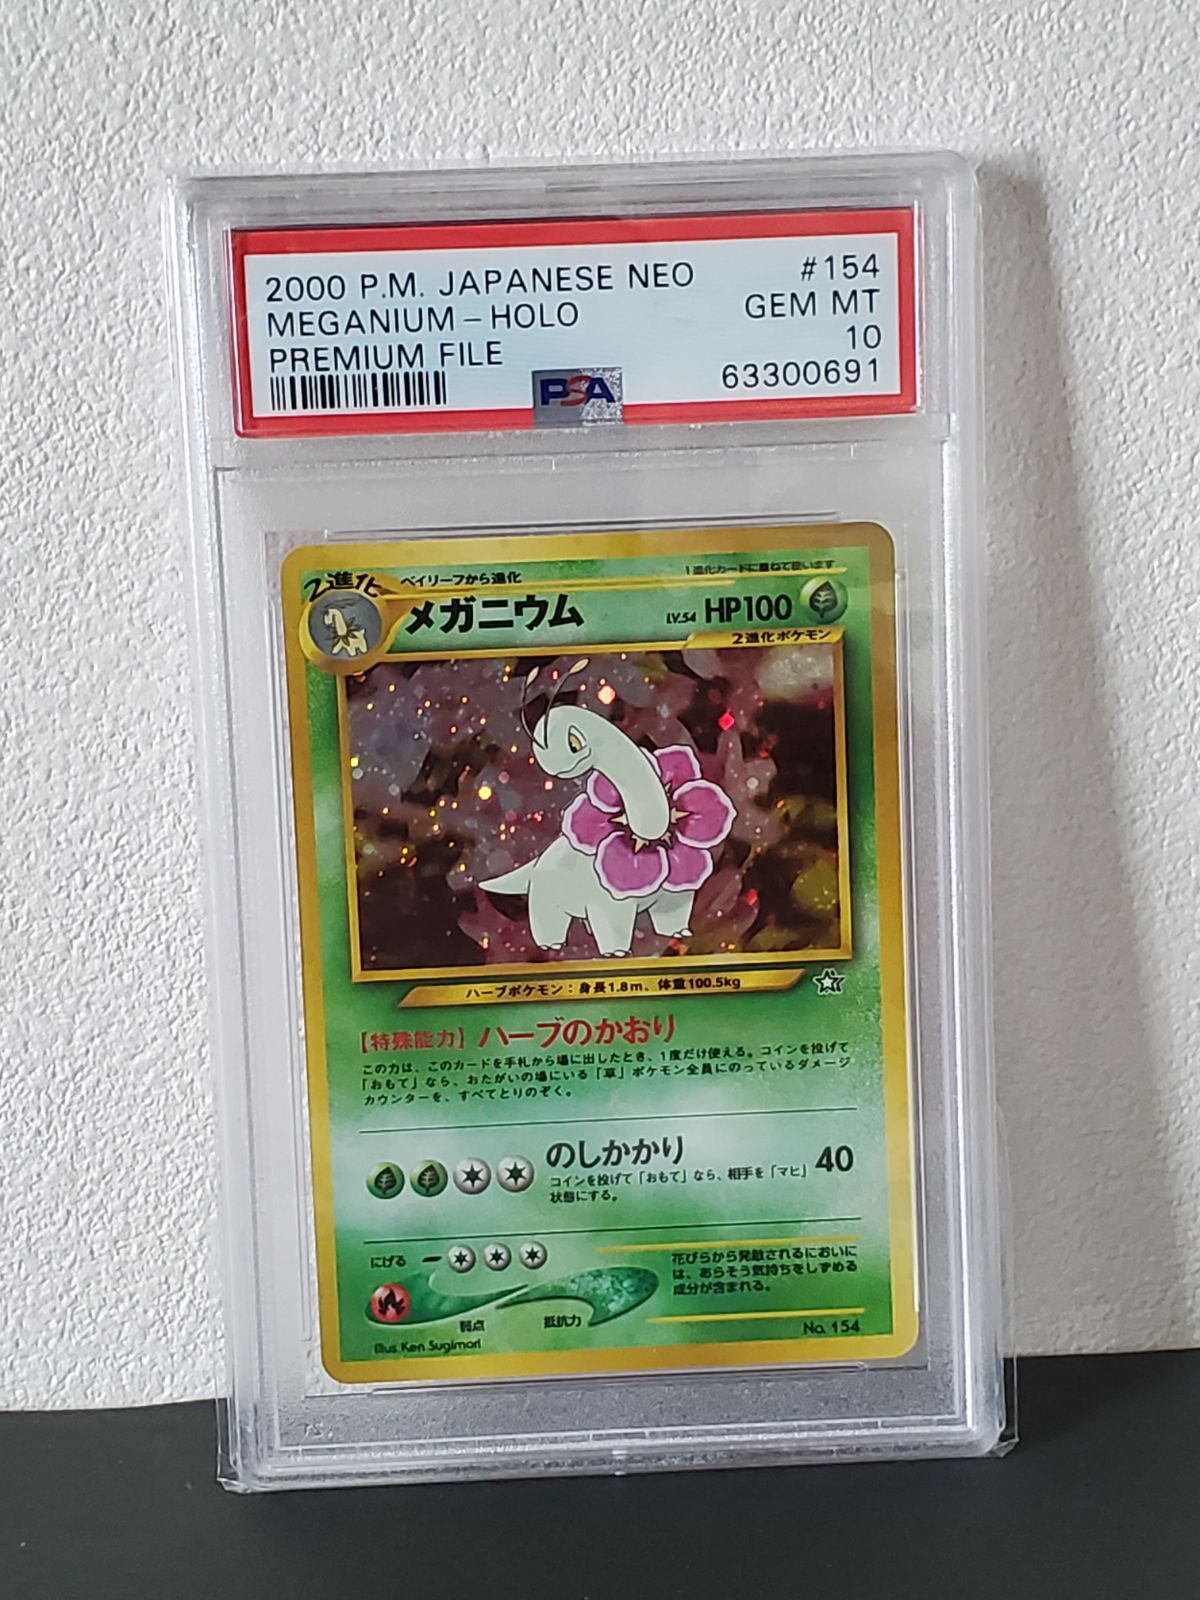 2000 P.M. JAPANESE NEO #154
MEGANIUM - HOLO GEM MT
PREMIUM FILE 10
63300691
PSA
2進化 ベイリーフから進化 1進化カードに重ねて使います
メガニウム LV.54 HP100
2進化ポケモン
ハーブポケモン：身長1.8m、体重100.5kg
【特殊能力】ハーブのかおり
この力は、このカードを手札から場に出したとき、1度だけ使える。コインを投げて
「おもて」なら、おたがいの場にいる「草」ポケモン全員にのっているダメージ
カウンターを、すべてとりのぞく。
のしかかり 40
コインを投げて「おもて」なら、相手を「マヒ」
状態にする。
にげる
花びらから発散されるにおいに
は、あらそう気持ちをしずめる
成分が含まれる。
弱点 抵抗力
No. 154
Illus. Ken Sugimori